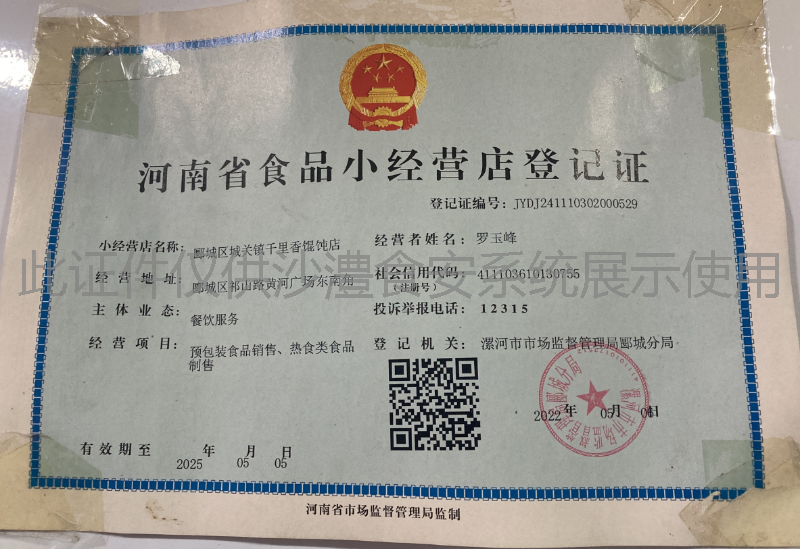 河南省食品小经营店登记证
登记证编号：JYDJ241110302000529
小经营店名称：郾城区城关镇千里香馄饨店
经营者姓名：罗玉峰
经营地址：郾城区祁山路黄河广场东南角
社会信用代码：411103610130755
（注册号）
此证件仅供沙澧食安系统展示使用
主体业态：餐饮服务
投诉举报电话：12315
经营项目：预包装食品销售、热食类食品
制售
登记机关：漯河市市场监督管理局郾城分局
2022年 05月
有效期至 2025年 05月 05日
河南省市场监督管理局监制